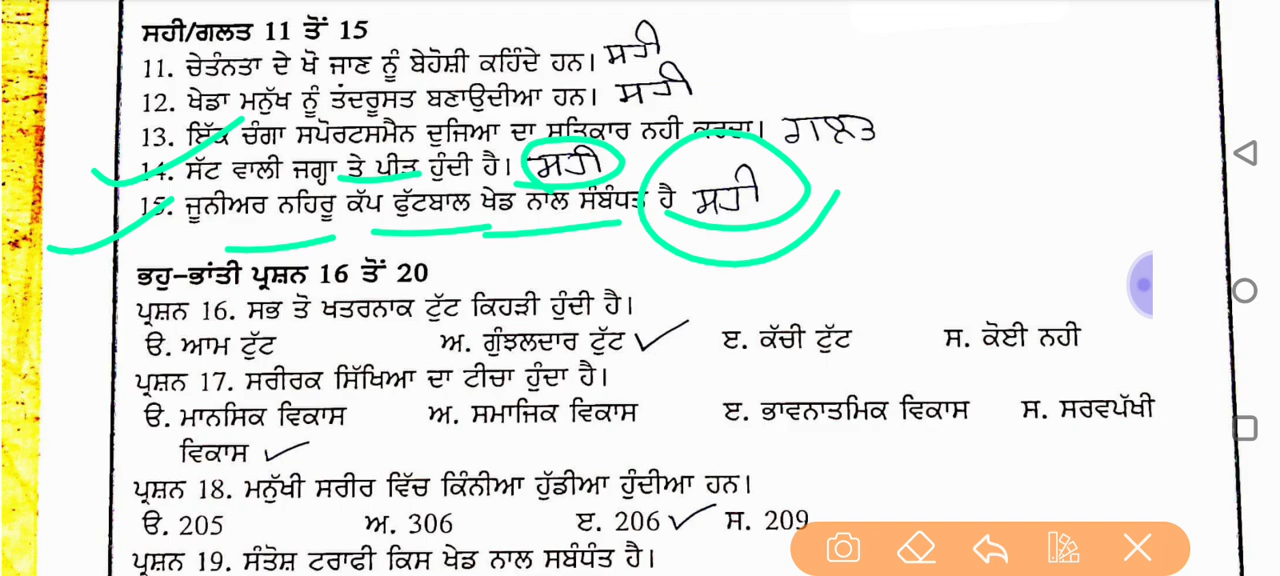 ਸਹੀ/ਗਲਤ 11 ਤੋਂ 15
11. ਚੇਤੰਨਤਾ ਦੇ ਖੋ ਜਾਣ ਨੂੰ ਬੇਹੋਸ਼ੀ ਕਹਿੰਦੇ ਹਨ। ਸਹੀ
12. ਖੇਡਾ ਮਨੁੱਖ ਨੂੰ ਤੰਦਰੂਸਤ ਬਣਾਉਦੀਆ ਹਨ। ਸਹੀ
13. ਇੱਕ ਚੰਗਾ ਸਪੋਰਟਸਮੈਨ ਦੁਜਿਆ ਦਾ ਸਤਿਕਾਰ ਨਹੀ ਕਰਦਾ। ਗਲਤ
14. ਸੱਟ ਵਾਲੀ ਜਗ੍ਹਾ ਤੇ ਪੀੜ ਹੁੰਦੀ ਹੈ। ਸਹੀ
15. ਜੂਨੀਅਰ ਨਹਿਰੂ ਕੱਪ ਫੁੱਟਬਾਲ ਖੇਡ ਨਾਲ ਸੰਬੰਧਤ ਹੈ ਸਹੀ
ਭਹੁ-ਭਾਂਤੀ ਪ੍ਰਸ਼ਨ 16 ਤੋਂ 20
ਪ੍ਰਸ਼ਨ 16. ਸਭ ਤੋ ਖਤਰਨਾਕ ਟੁੱਟ ਕਿਹੜੀ ਹੁੰਦੀ ਹੈ।
ੳ. ਆਮ ਟੁੱਟ ਅ. ਗੁੰਝਲਦਾਰ ਟੁੱਟ ✓ ੲ. ਕੱਚੀ ਟੁੱਟ ਸ. ਕੋਈ ਨਹੀ
ਪ੍ਰਸ਼ਨ 17. ਸਰੀਰਕ ਸਿੱਖਿਆ ਦਾ ਟੀਚਾ ਹੁੰਦਾ ਹੈ।
ੳ. ਮਾਨਸਿਕ ਵਿਕਾਸ ਅ. ਸਮਾਜਿਕ ਵਿਕਾਸ ੲ. ਭਾਵਨਾਤਮਿਕ ਵਿਕਾਸ ਸ. ਸਰਵਪੱਖੀ
ਵਿਕਾਸ ✓
ਪ੍ਰਸ਼ਨ 18. ਮਨੁੱਖੀ ਸਰੀਰ ਵਿੱਚ ਕਿੰਨੀਆ ਹੁੱਡੀਆ ਹੁੰਦੀਆ ਹਨ।
ੳ. 205 ਅ. 306 ੲ. 206 ✓ ਸ. 209
ਪ੍ਰਸ਼ਨ 19. ਸੰਤੋਸ਼ ਟਰਾਫੀ ਕਿਸ ਖੇਡ ਨਾਲ ਸਬੰਧੰਤ ਹੈ।